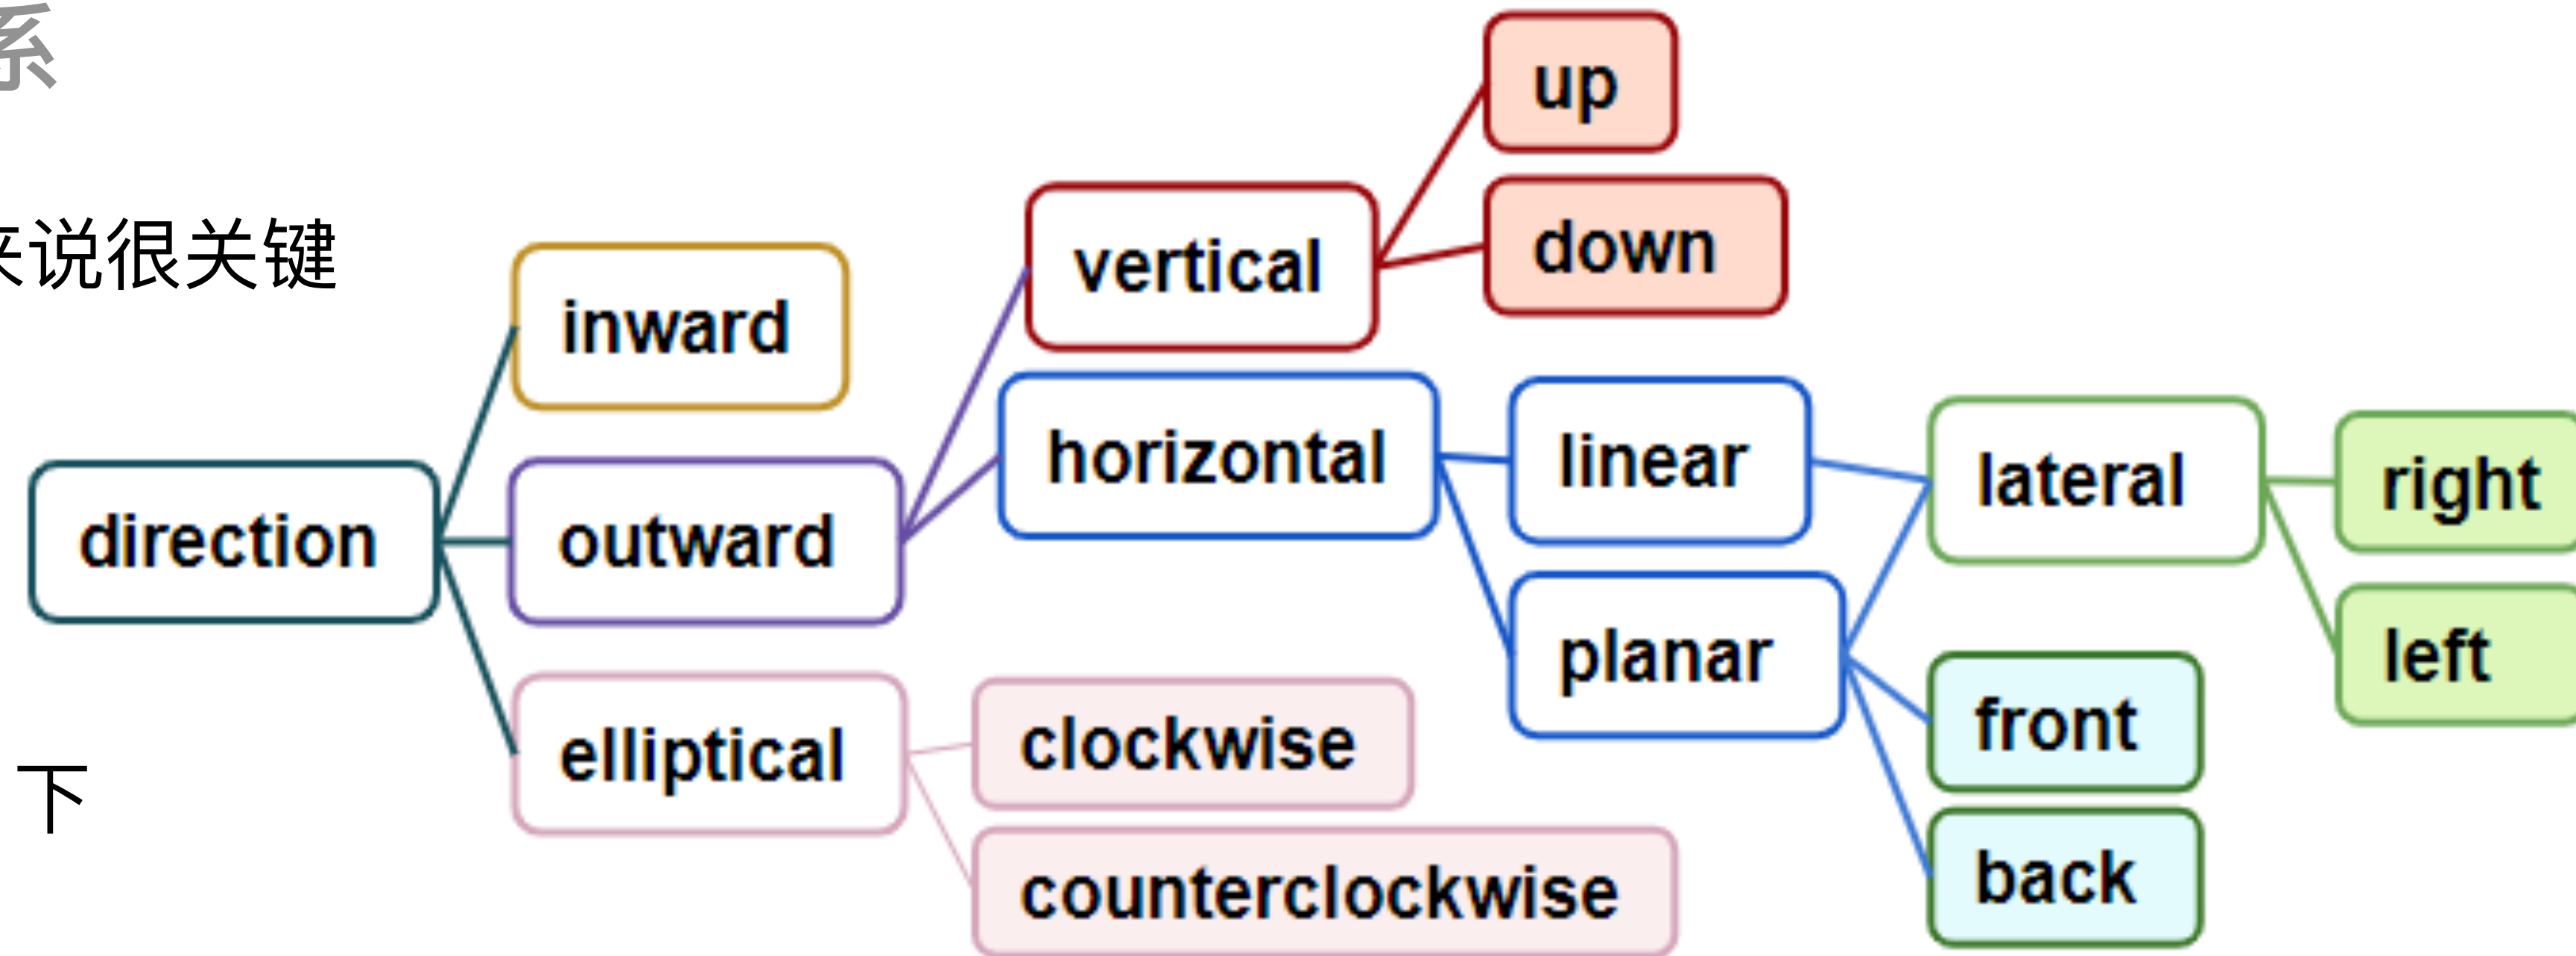 系
来说很关键
下
direction
inward
outward
elliptical
vertical
horizontal
clockwise
counterclockwise
up
down
linear
planar
lateral
front
back
right
left